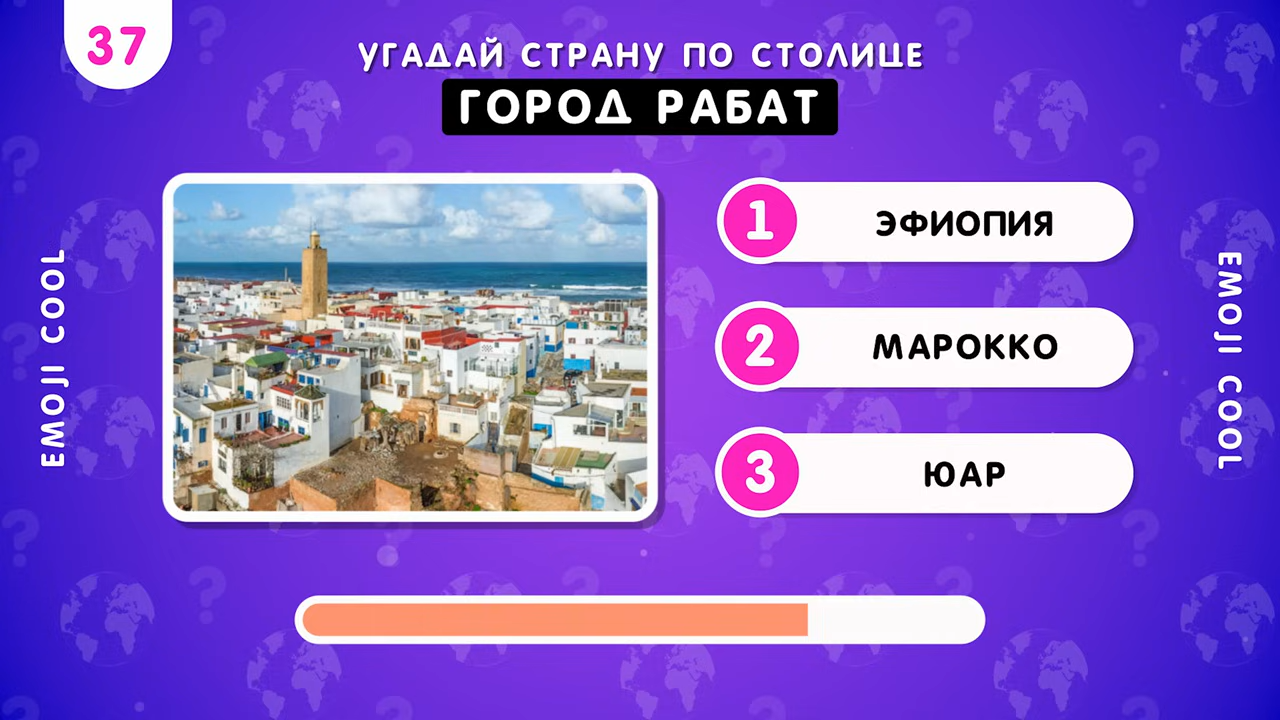 37
УГАДАЙ СТРАНУ ПО СТОЛИЦЕ
ГОРОД РАБАТ
EMOJI COOL
1 ЭФИОПИЯ
2 МАРОККО
3 ЮАР
EMOJI COOL